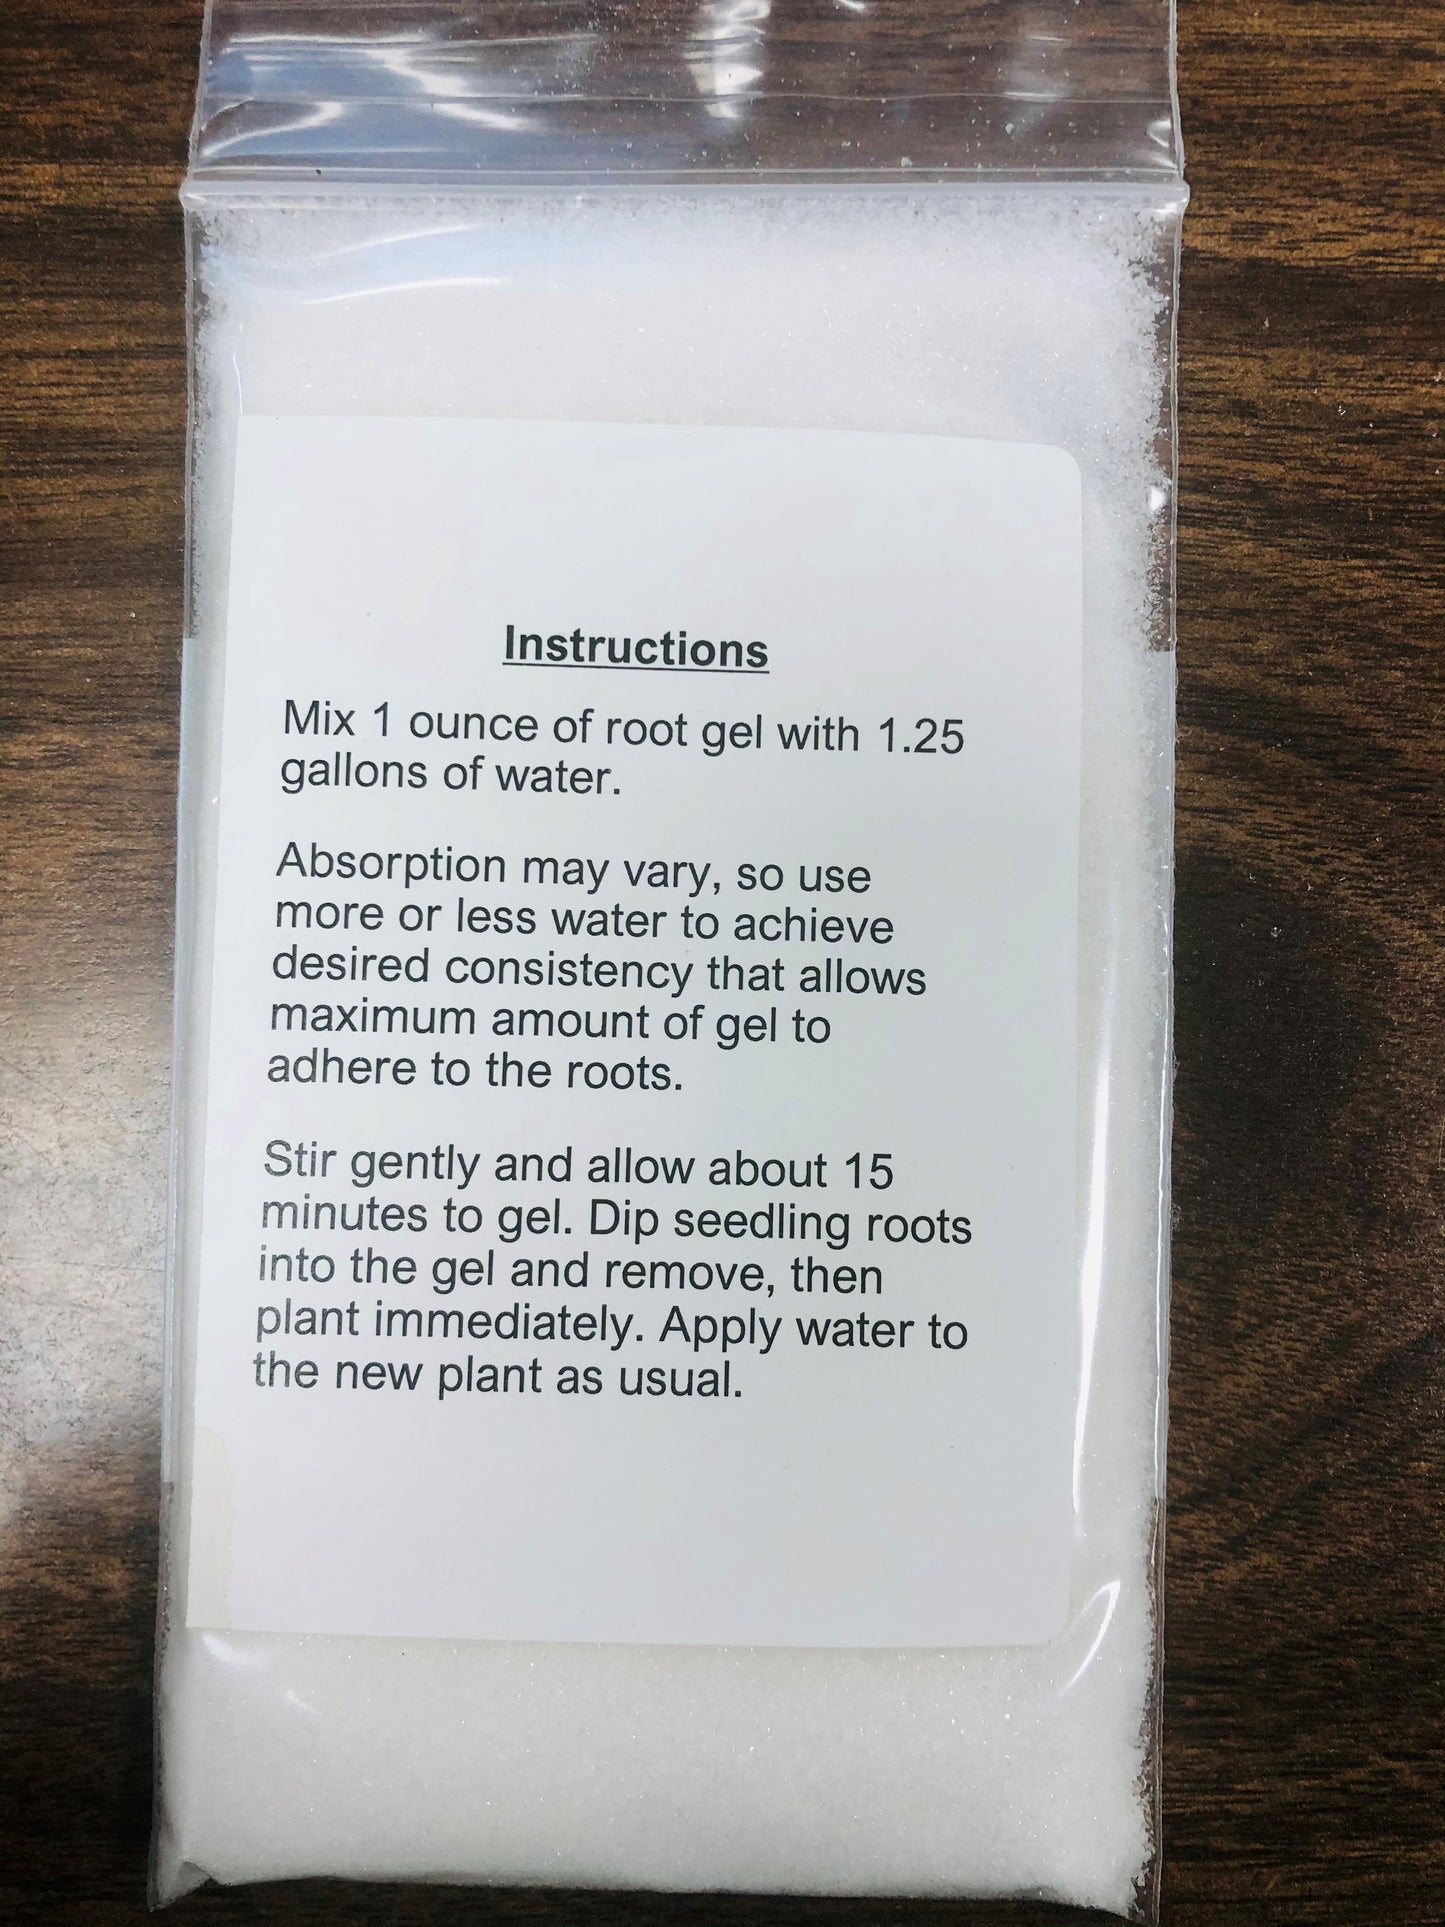 Instructions
Mix 1 ounce of root gel with 1.25
gallons of water.
Absorption may vary, so use
more or less water to achieve
desired consistency that allows
maximum amount of gel to
adhere to the roots.
Stir gently and allow about 15
minutes to gel. Dip seedling roots
into the gel and remove, then
plant immediately. Apply water to
the new plant as usual.